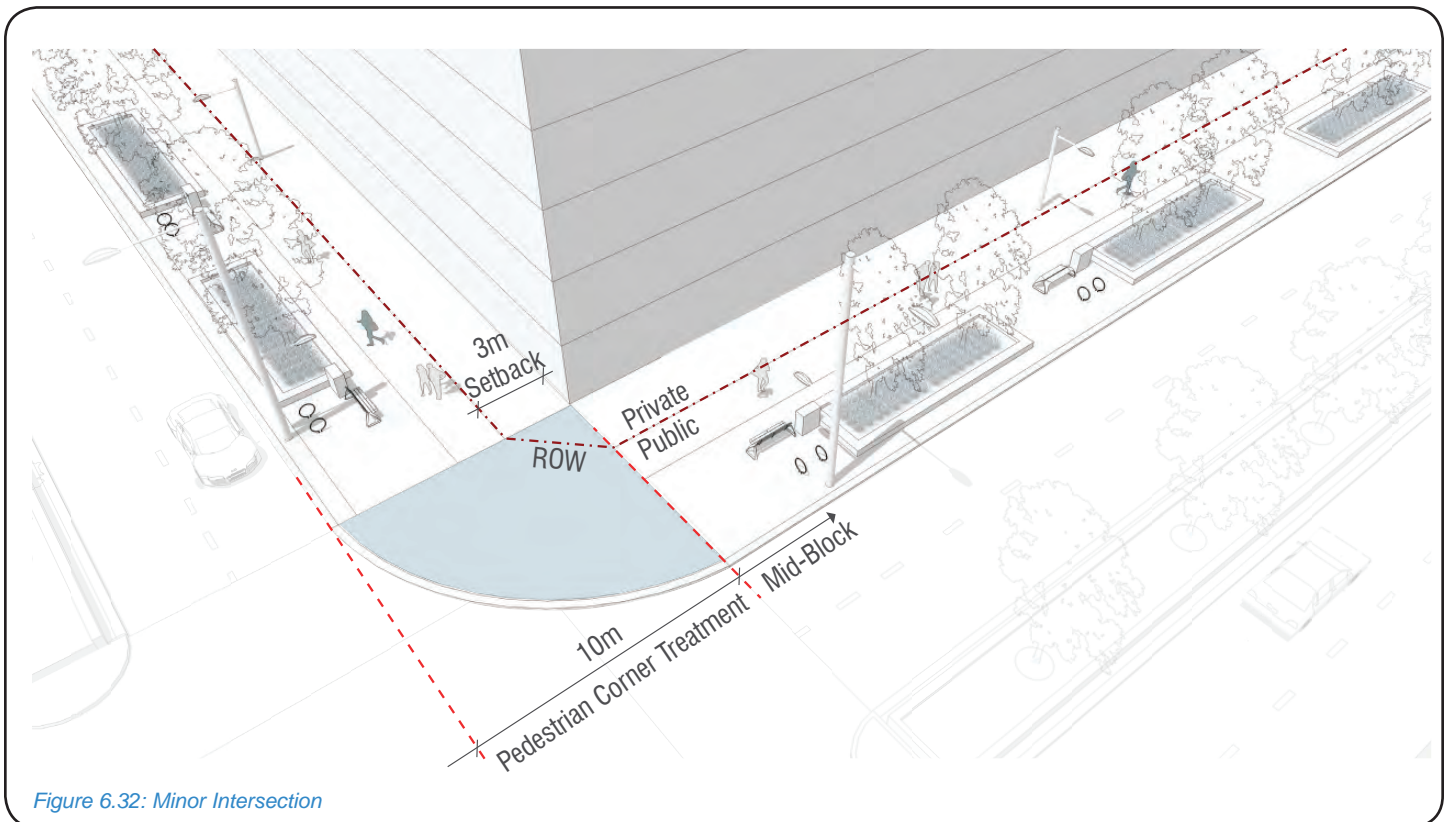 3m
Setback
Private
Public
ROW
10m
Pedestrian Corner Treatment
Mid-Block
Figure 6.32: Minor Intersection